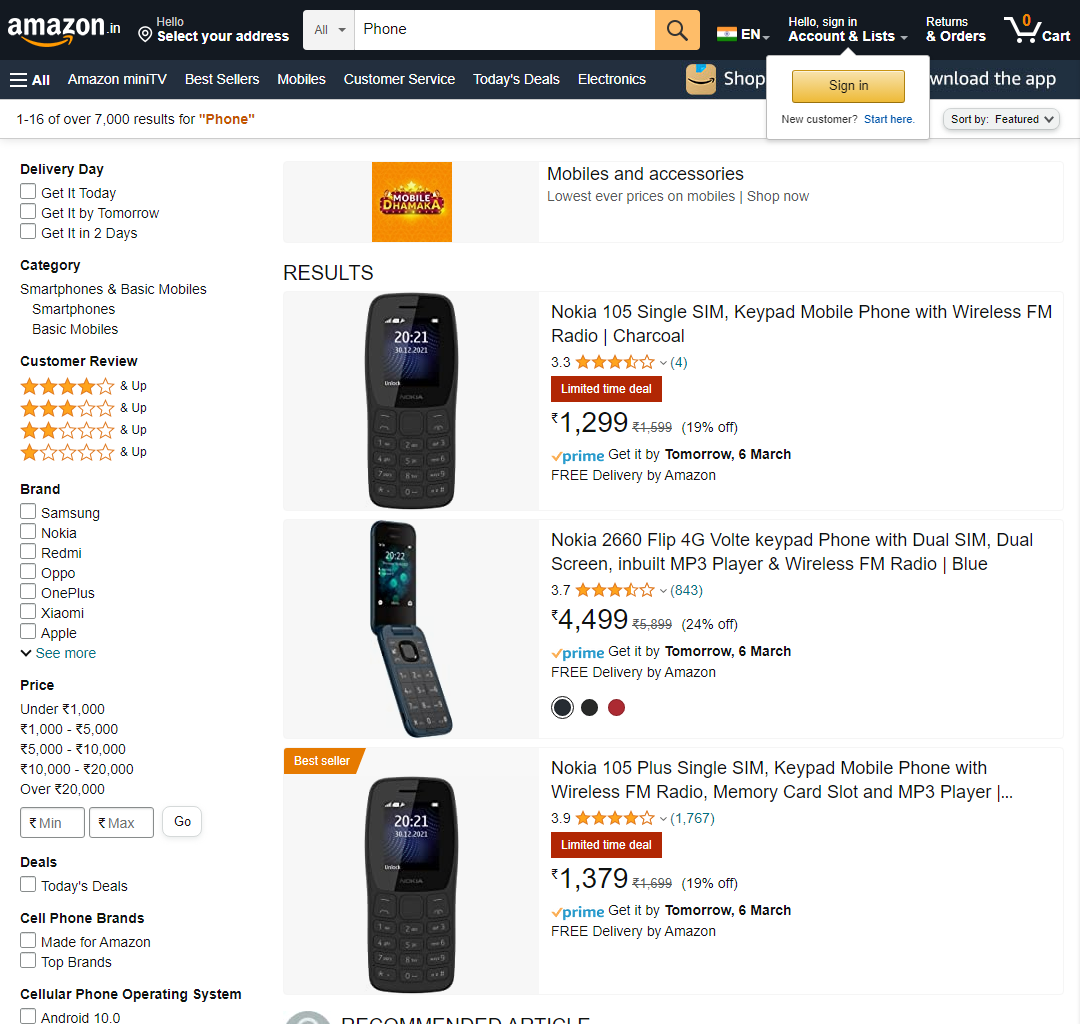 amazon.in
Hello
Select your address
All
Phone
EN
Hello, sign in
Account & Lists
Returns
& Orders
0
Cart
All
Amazon miniTV
Best Sellers
Mobiles
Customer Service
Today's Deals
Electronics
Shop
wnload the app
Sign in
New customer? Start here.
1-16 of over 7,000 results for "Phone"
Sort by: Featured
Delivery Day
Get It Today
Get It by Tomorrow
Get It in 2 Days
Category
Smartphones & Basic Mobiles
Smartphones
Basic Mobiles
Customer Review
& Up
& Up
& Up
& Up
Brand
Samsung
Nokia
Redmi
Oppo
OnePlus
Xiaomi
Apple
See more
Price
Under ₹1,000
₹1,000 - ₹5,000
₹5,000 - ₹10,000
₹10,000 - ₹20,000
Over ₹20,000
₹ Min
₹ Max
Go
Deals
Today's Deals
Cell Phone Brands
Made for Amazon
Top Brands
Cellular Phone Operating System
Android 10.0
MOBILE
DHAMAKA
Mobiles and accessories
Lowest ever prices on mobiles | Shop now
RESULTS
20:21
30.12.2021
Unlock
NOKIA
Nokia 105 Single SIM, Keypad Mobile Phone with Wireless FM
Radio | Charcoal
3.3 (4)
Limited time deal
₹1,299 ₹1,599 (19% off)
prime Get it by Tomorrow, 6 March
FREE Delivery by Amazon
20:22
Nokia 2660 Flip 4G Volte keypad Phone with Dual SIM, Dual
Screen, inbuilt MP3 Player & Wireless FM Radio | Blue
3.7 (843)
₹4,499 ₹5,899 (24% off)
prime Get it by Tomorrow, 6 March
FREE Delivery by Amazon
Best seller
20:21
30.12.2021
Unlock
NOKIA
Nokia 105 Plus Single SIM, Keypad Mobile Phone with
Wireless FM Radio, Memory Card Slot and MP3 Player |...
3.9 (1,767)
Limited time deal
₹1,379 ₹1,699 (19% off)
prime Get it by Tomorrow, 6 March
FREE Delivery by Amazon
RECOMMENDED ARTICLE